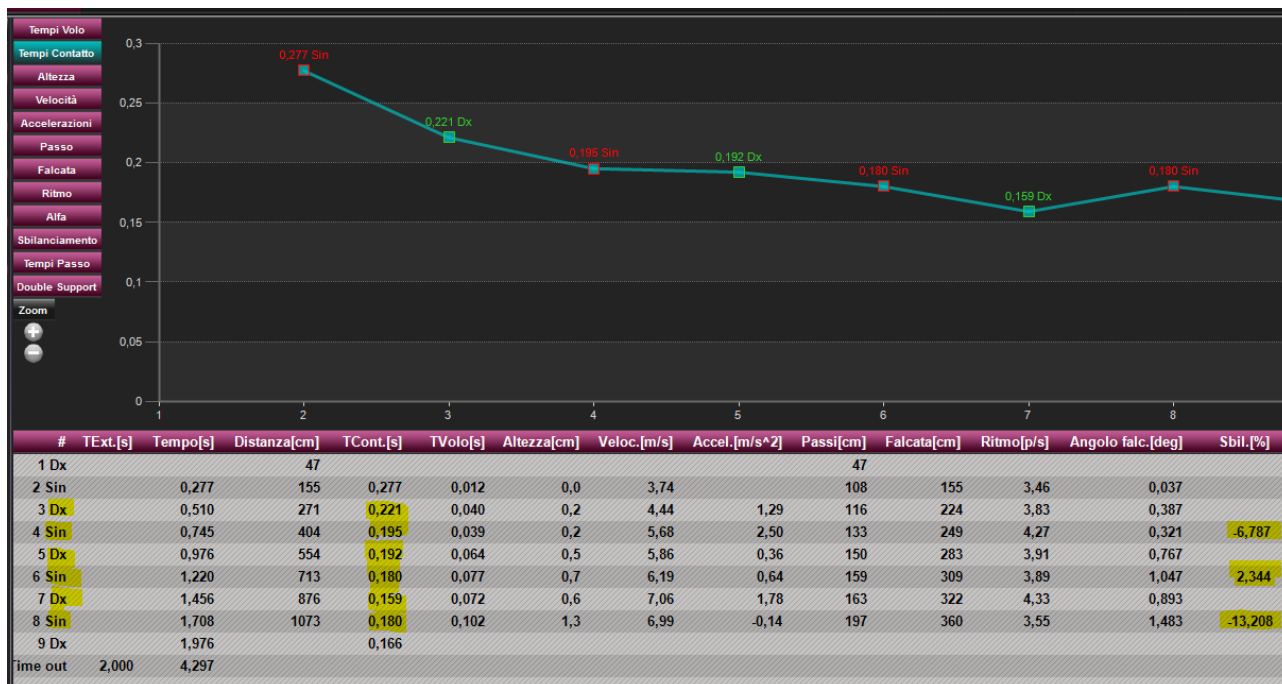 Tempi Volo
Tempi Contatto
Altezza
Velocità
Accelerazioni
Passo
Falcata
Ritmo
Alfa
Sbilanciamento
Tempi Passo
Double Support
Zoom
0,3
0,25
0,2
0,15
0,1
0,05
0
0,277 Sin
0,221 Dx
0,195 Sin
0,192 Dx
0,180 Sin
0,159 Dx
0,180 Sin
1 2 3 4 5 6 7 8
# TExt.[s] Tempo[s] Distanza[cm] TCont.[s] TVolo[s] Altezza[cm] Veloc.[m/s] Accel.[m/s^2] Passi[cm] Falcata[cm] Ritmo[p/s] Angolo falc.[deg] Sbil.[%]
1 Dx 47 47
2 Sin 0,277 155 0,277 0,012 0,0 3,74 108 155 3,46 0,037
3 Dx 0,510 271 0,221 0,040 0,2 4,44 1,29 116 224 3,83 0,387
4 Sin 0,745 404 0,195 0,039 0,2 5,68 2,50 133 249 4,27 0,321 -6,787
5 Dx 0,976 554 0,192 0,064 0,5 5,86 0,36 150 283 3,91 0,767
6 Sin 1,220 713 0,180 0,077 0,7 6,19 0,64 159 309 3,89 1,047 2,344
7 Dx 1,456 876 0,159 0,072 0,6 7,06 1,78 163 322 4,33 0,893
8 Sin 1,708 1073 0,180 0,102 1,3 6,99 -0,14 197 360 3,55 1,483 -13,208
9 Dx 1,976 0,166
Time out 2,000 4,297